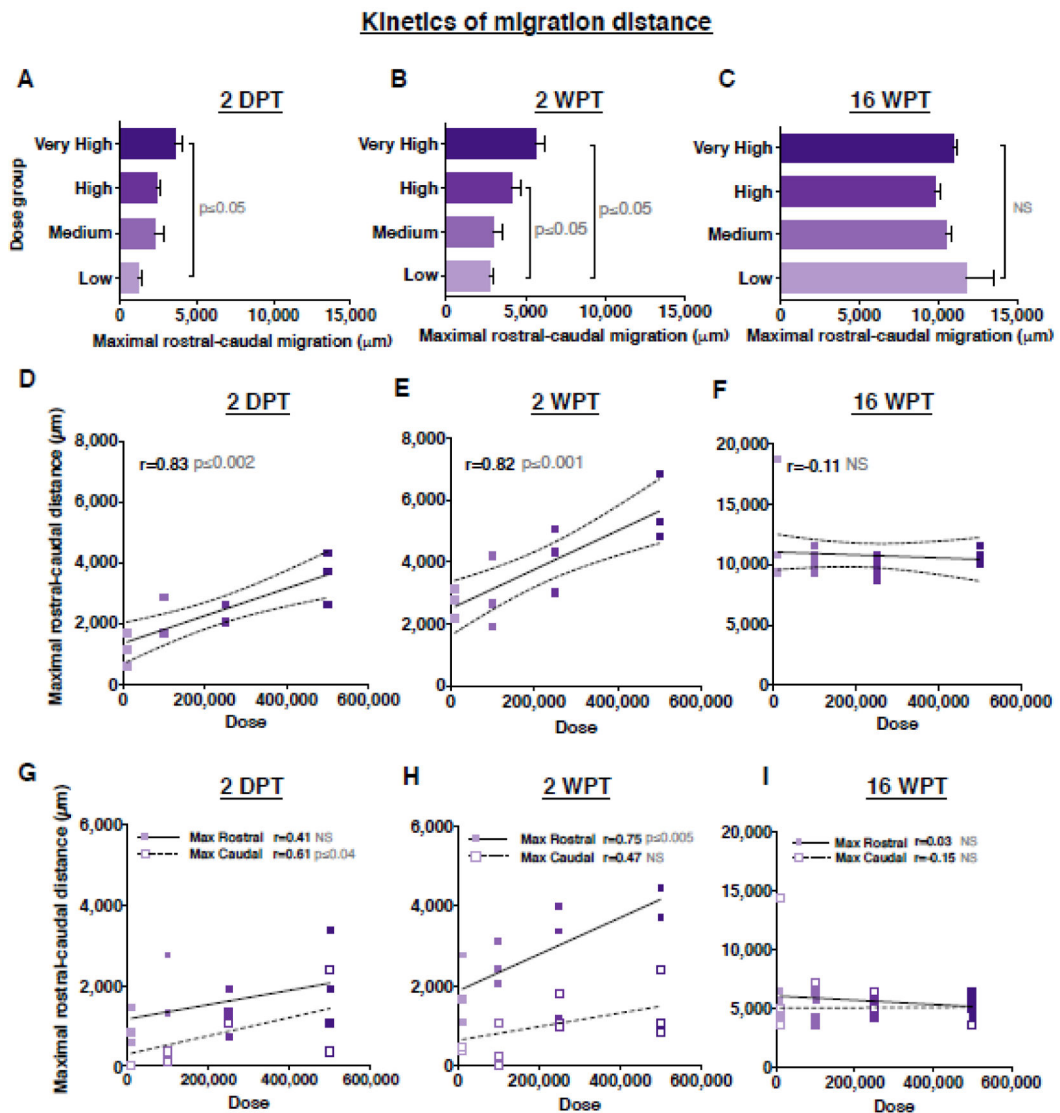 Kinetics of migration distance
A
2 DPT
Dose group
Very High
High
Medium
Low
p≤0.05
0 5,000 10,000 15,000
Maximal rostral-caudal migration (μm)
B
2 WPT
Very High
High
Medium
Low
p≤0.05
p≤0.05
0 5,000 10,000 15,000
Maximal rostral-caudal migration (μm)
C
16 WPT
Very High
High
Medium
Low
NS
0 5,000 10,000 15,000
Maximal rostral-caudal migration (μm)
D
2 DPT
Maximal rostral-caudal distance (μm)
8,000
6,000
4,000
2,000
0
r=0.83 p≤0.002
0 200,000 400,000 600,000
Dose
E
2 WPT
8,000
6,000
4,000
2,000
0
r=0.82 p≤0.001
0 200,000 400,000 600,000
Dose
F
16 WPT
20,000
15,000
10,000
5,000
0
r=-0.11 NS
0 200,000 400,000 600,000
Dose
G
2 DPT
Maximal rostral-caudal distance (μm)
6,000
4,000
2,000
0
Max Rostral r=0.41 NS
Max Caudal r=0.61 p≤0.04
0 200,000 400,000 600,000
Dose
H
2 WPT
6,000
4,000
2,000
0
Max Rostral r=0.75 p≤0.005
Max Caudal r=0.47 NS
0 200,000 400,000 600,000
Dose
I
16 WPT
20,000
15,000
10,000
5,000
0
Max Rostral r=0.03 NS
Max Caudal r=-0.15 NS
0 200,000 400,000 600,000
Dose